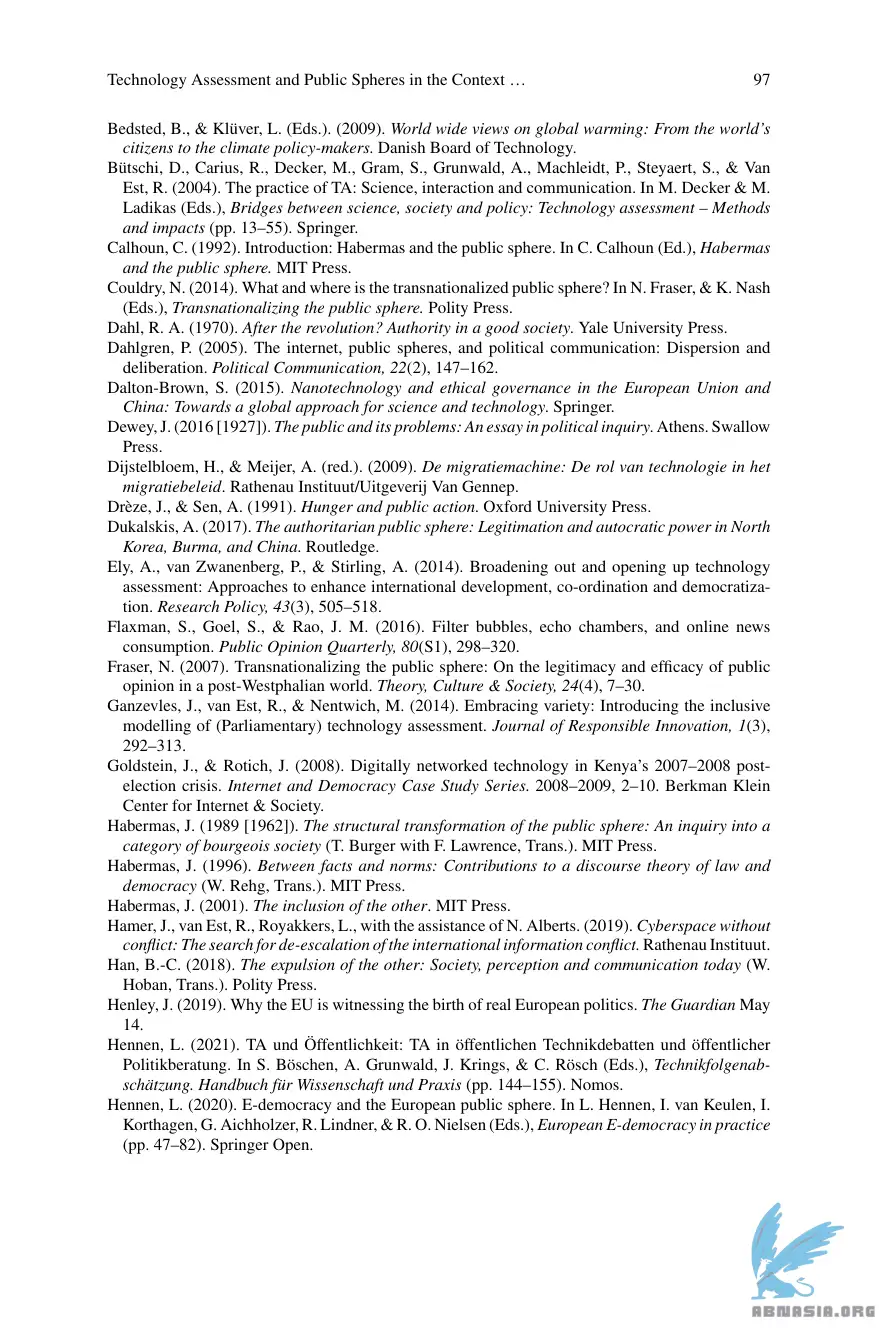 Technology Assessment and Public Spheres in the Context … 97
Bedsted, B., & Klüver, L. (Eds.). (2009). World wide views on global warming: From the world’s
citizens to the climate policy-makers. Danish Board of Technology.
Bütschi, D., Carius, R., Decker, M., Gram, S., Grunwald, A., Machleidt, P., Steyaert, S., & Van
Est, R. (2004). The practice of TA: Science, interaction and communication. In M. Decker & M.
Ladikas (Eds.), Bridges between science, society and policy: Technology assessment – Methods
and impacts (pp. 13–55). Springer.
Calhoun, C. (1992). Introduction: Habermas and the public sphere. In C. Calhoun (Ed.), Habermas
and the public sphere. MIT Press.
Couldry, N. (2014). What and where is the transnationalized public sphere? In N. Fraser, & K. Nash
(Eds.), Transnationalizing the public sphere. Polity Press.
Dahl, R. A. (1970). After the revolution? Authority in a good society. Yale University Press.
Dahlgren, P. (2005). The internet, public spheres, and political communication: Dispersion and
deliberation. Political Communication, 22(2), 147–162.
Dalton-Brown, S. (2015). Nanotechnology and ethical governance in the European Union and
China: Towards a global approach for science and technology. Springer.
Dewey, J. (2016 [1927]). The public and its problems: An essay in political inquiry. Athens. Swallow
Press.
Dijstelbloem, H., & Meijer, A. (red.). (2009). De migratiemachine: De rol van technologie in het
migratiebeleid. Rathenau Instituut/Uitgeverij Van Gennep.
Drèze, J., & Sen, A. (1991). Hunger and public action. Oxford University Press.
Dukalskis, A. (2017). The authoritarian public sphere: Legitimation and autocratic power in North
Korea, Burma, and China. Routledge.
Ely, A., van Zwanenberg, P., & Stirling, A. (2014). Broadening out and opening up technology
assessment: Approaches to enhance international development, co-ordination and democratiza-
tion. Research Policy, 43(3), 505–518.
Flaxman, S., Goel, S., & Rao, J. M. (2016). Filter bubbles, echo chambers, and online news
consumption. Public Opinion Quarterly, 80(S1), 298–320.
Fraser, N. (2007). Transnationalizing the public sphere: On the legitimacy and efficacy of public
opinion in a post-Westphalian world. Theory, Culture & Society, 24(4), 7–30.
Ganzevles, J., van Est, R., & Nentwich, M. (2014). Embracing variety: Introducing the inclusive
modelling of (Parliamentary) technology assessment. Journal of Responsible Innovation, 1(3),
292–313.
Goldstein, J., & Rotich, J. (2008). Digitally networked technology in Kenya’s 2007–2008 post-
election crisis. Internet and Democracy Case Study Series. 2008–2009, 2–10. Berkman Klein
Center for Internet & Society.
Habermas, J. (1989 [1962]). The structural transformation of the public sphere: An inquiry into a
category of bourgeois society (T. Burger with F. Lawrence, Trans.). MIT Press.
Habermas, J. (1996). Between facts and norms: Contributions to a discourse theory of law and
democracy (W. Rehg, Trans.). MIT Press.
Habermas, J. (2001). The inclusion of the other. MIT Press.
Hamer, J., van Est, R., Royakkers, L., with the assistance of N. Alberts. (2019). Cyberspace without
conflict: The search for de-escalation of the international information conflict. Rathenau Instituut.
Han, B.-C. (2018). The expulsion of the other: Society, perception and communication today (W.
Hoban, Trans.). Polity Press.
Henley, J. (2019). Why the EU is witnessing the birth of real European politics. The Guardian May
14.
Hennen, L. (2021). TA und Öffentlichkeit: TA in öffentlichen Technikdebatten und öffentlicher
Politikberatung. In S. Böschen, A. Grunwald, J. Krings, & C. Rösch (Eds.), Technikfolgenab-
schätzung. Handbuch für Wissenschaft und Praxis (pp. 144–155). Nomos.
Hennen, L. (2020). E-democracy and the European public sphere. In L. Hennen, I. van Keulen, I.
Korthagen, G. Aichholzer, R. Lindner, & R. O. Nielsen (Eds.), European E-democracy in practice
(pp. 47–82). Springer Open.
ABNASIA.ORG